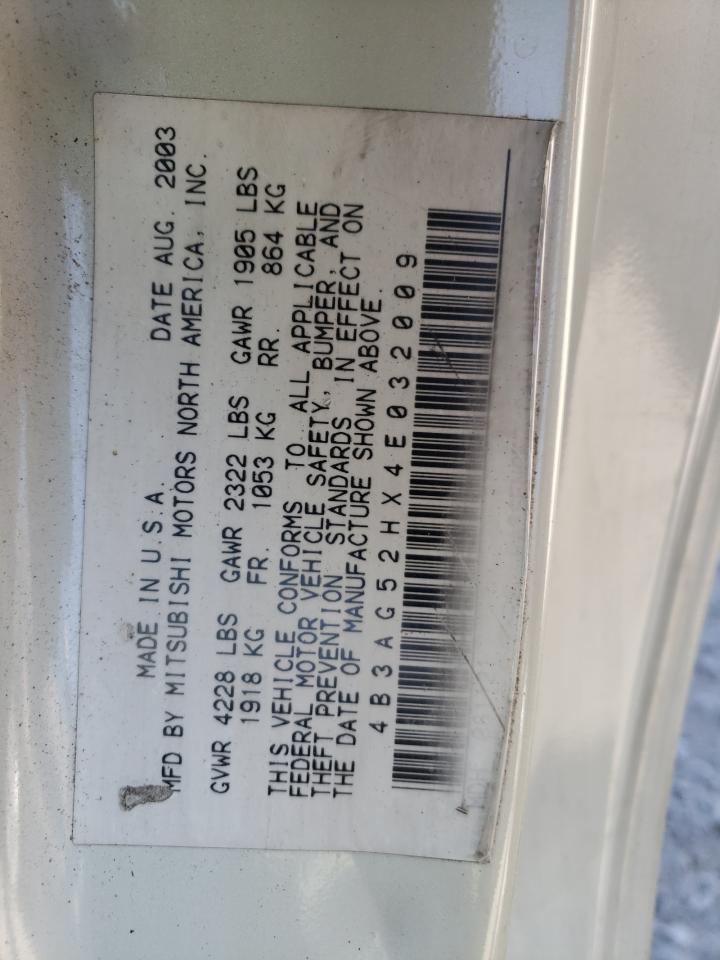 MADE IN U.S.A. DATE AUG. 2003
MFD BY MITSUBISHI MOTORS NORTH AMERICA, INC.
GVWR 4228 LBS GAWR 2322 LBS GAWR 1905 LBS
1918 KG FR. 1053 KG RR. 864 KG
THIS VEHICLE CONFORMS TO ALL APPLICABLE
FEDERAL MOTOR VEHICLE SAFETY, BUMPER, AND
THEFT PREVENTION STANDARDS IN EFFECT ON
THE DATE OF MANUFACTURE SHOWN ABOVE.
4B3AG52HX4E032009